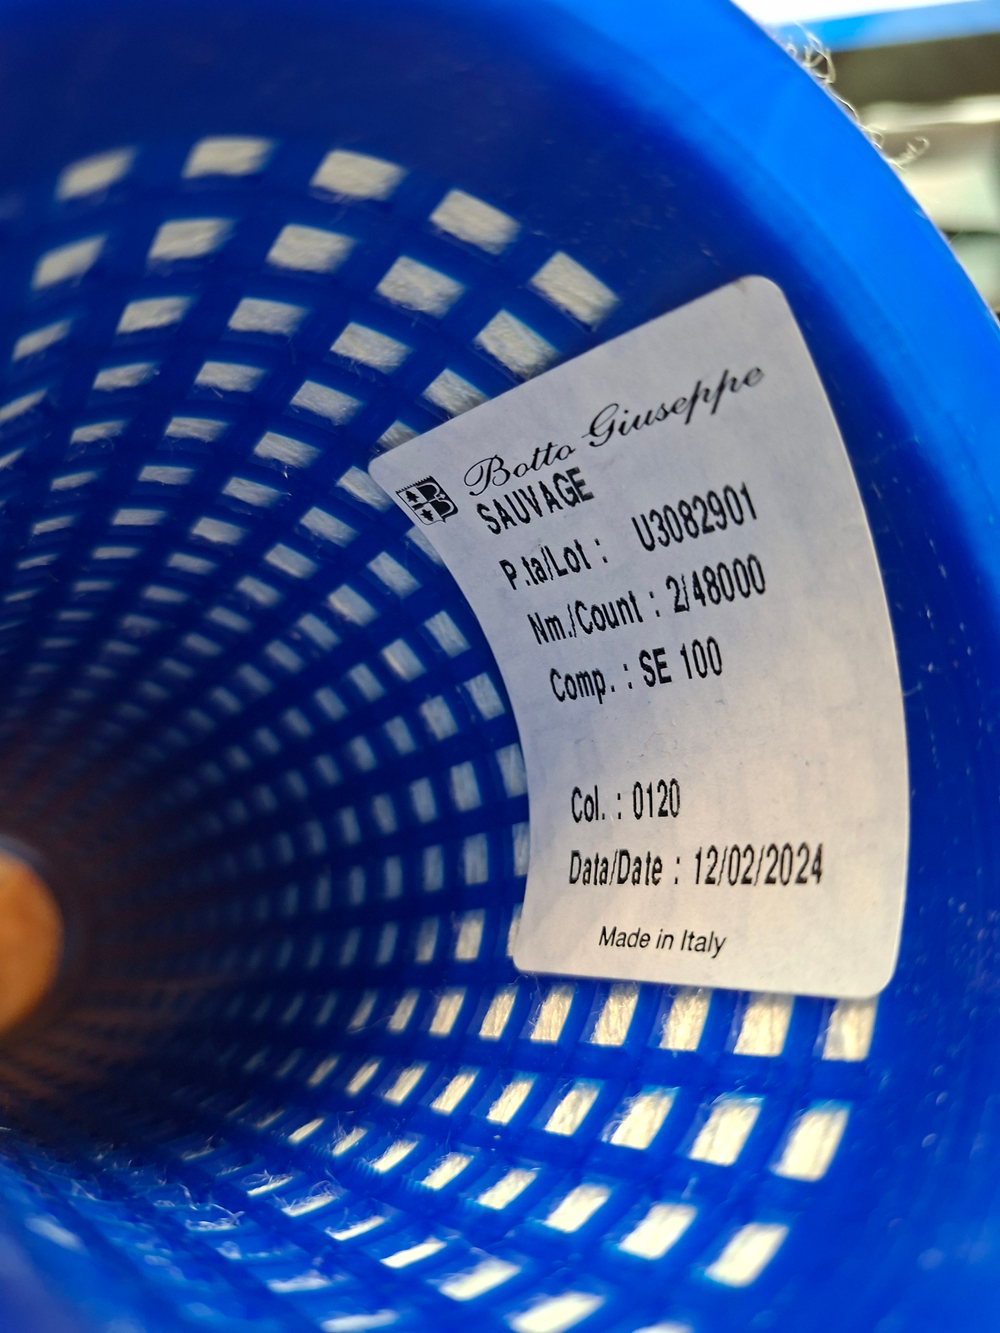 Botto Giuseppe
SAUVAGE
P.ta/Lot : U3082901
Nm./Count : 2/48000
Comp. : SE 100
Col. : 0120
Data/Date : 12/02/2024
Made in Italy